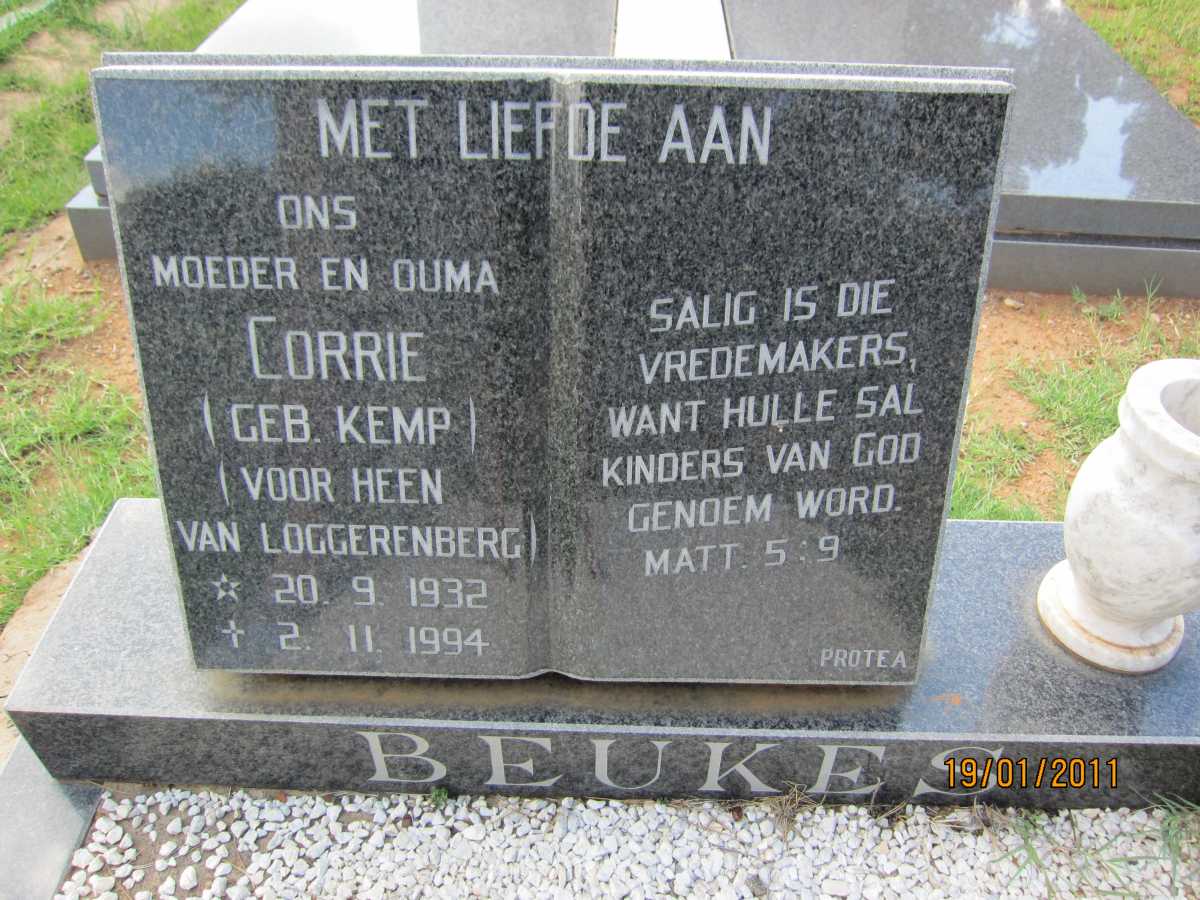 MET LIEFDE AAN
ONS
MOEDER EN OUMA
CORRIE
(GEB. KEMP)
(VOOR HEEN
VAN LOGGERENBERG)
☆ 20. 9. 1932
✝ 2. 11. 1994
SALIG IS DIE
VREDEMAKERS,
WANT HULLE SAL
KINDERS VAN GOD
GENOEM WORD.
MATT. 5:9
PROTEA
BEUKES
19/01/2011